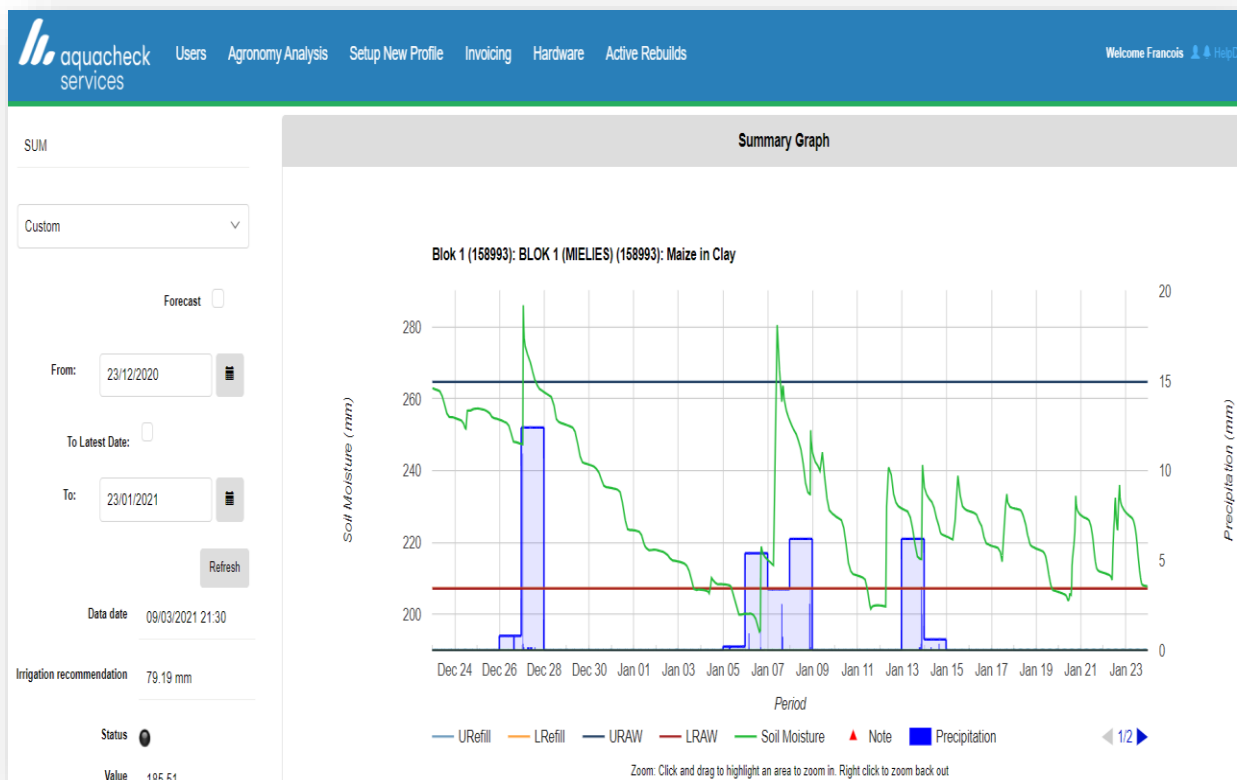 aquacheck
services
Users Agronomy Analysis Setup New Profile Invoicing Hardware Active Rebuilds
Welcome Francois
SUM
Summary Graph
Custom
Blok 1 (158993): BLOK 1 (MIELIES) (158993): Maize in Clay
Forecast
From: 23/12/2020
To Latest Date:
To: 23/01/2021
Refresh
Data date 09/03/2021 21:30
Irrigation recommendation 79.19 mm
Status
Value 185.51
Soil Moisture (mm)
280
260
240
220
200
20
15
10
5
0
Precipitation (mm)
Dec 24 Dec 26 Dec 28 Dec 30 Jan 01 Jan 03 Jan 05 Jan 07 Jan 09 Jan 11 Jan 13 Jan 15 Jan 17 Jan 19 Jan 21 Jan 23
Period
URefill LRefill URAW LRAW Soil Moisture Note Precipitation 1/2
Zoom: Click and drag to highlight an area to zoom in. Right click to zoom back out